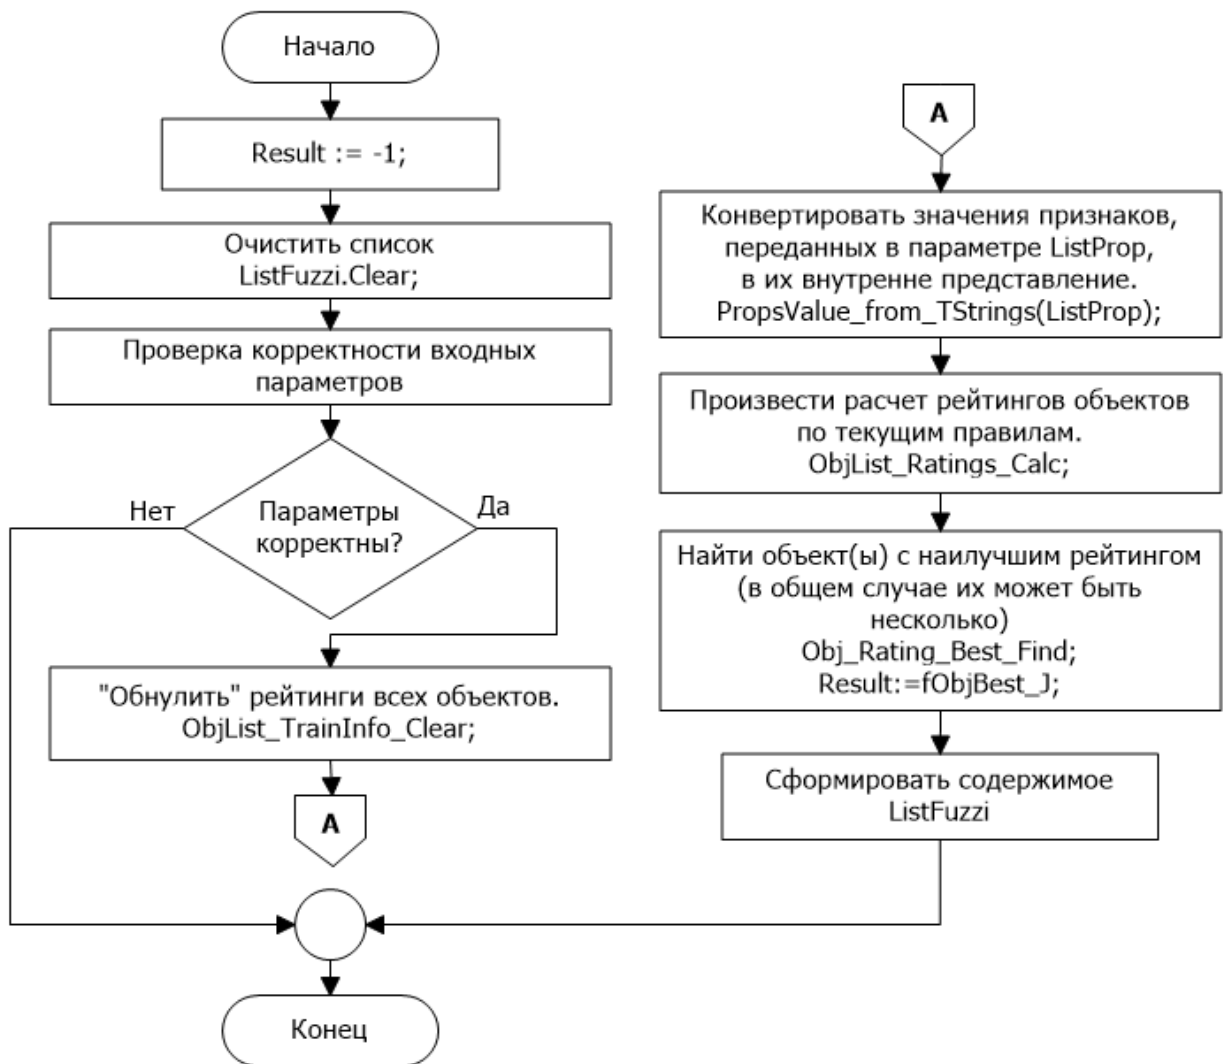 Начало
Result := -1;
Очистить список
ListFuzzi.Clear;
Проверка корректности входных
параметров
Параметры
корректны?
Нет
Да
"Обнулить" рейтинги всех объектов.
ObjList_TrainInfo_Clear;
A
A
Конвертировать значения признаков,
переданных в параметре ListProp,
в их внутренне представление.
PropsValue_from_TStrings(ListProp);
Произвести расчет рейтингов объектов
по текущим правилам.
ObjList_Ratings_Calc;
Найти объект(ы) с наилучшим рейтингом
(в общем случае их может быть
несколько)
Obj_Rating_Best_Find;
Result:=fObjBest_J;
Сформировать содержимое
ListFuzzi
Конец